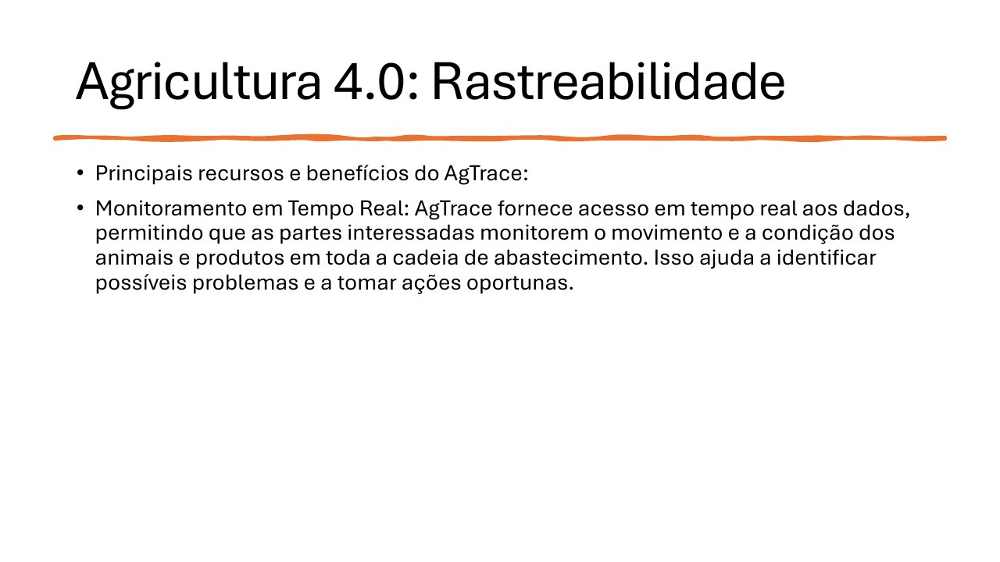 Agricultura 4.0: Rastreabilidade
• Principais recursos e benefícios do AgTrace:
• Monitoramento em Tempo Real: AgTrace fornece acesso em tempo real aos dados,
permitindo que as partes interessadas monitorem o movimento e a condição dos
animais e produtos em toda a cadeia de abastecimento. Isso ajuda a identificar
possíveis problemas e a tomar ações oportunas.